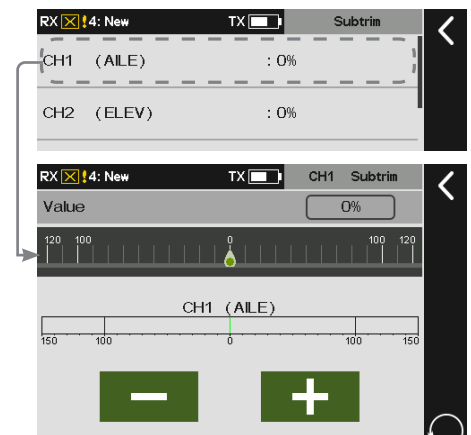 RX !4: New TX Subtrim
CH1 (AILE) : 0%
CH2 (ELEV) : 0%
RX !4: New TX CH1 Subtrim
Value 0%
120 100 0 100 120
CH1 (AILE)
150 100 0 100 150